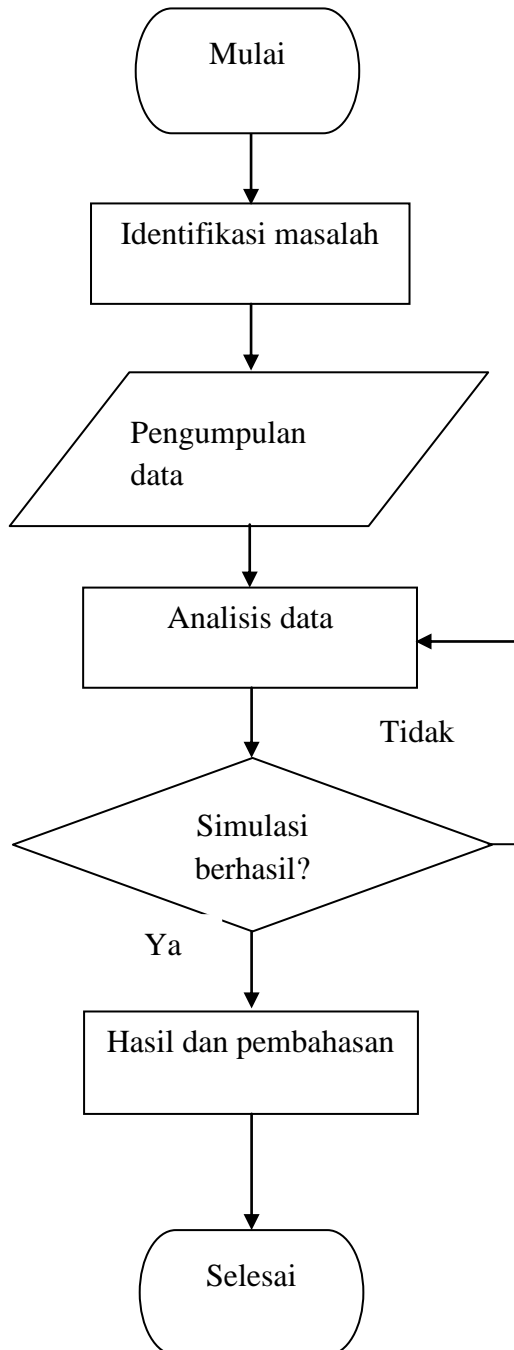 Mulai
Identifikasi masalah
Pengumpulan
data
Analisis data
Tidak
Simulasi
berhasil?
Ya
Hasil dan pembahasan
Selesai